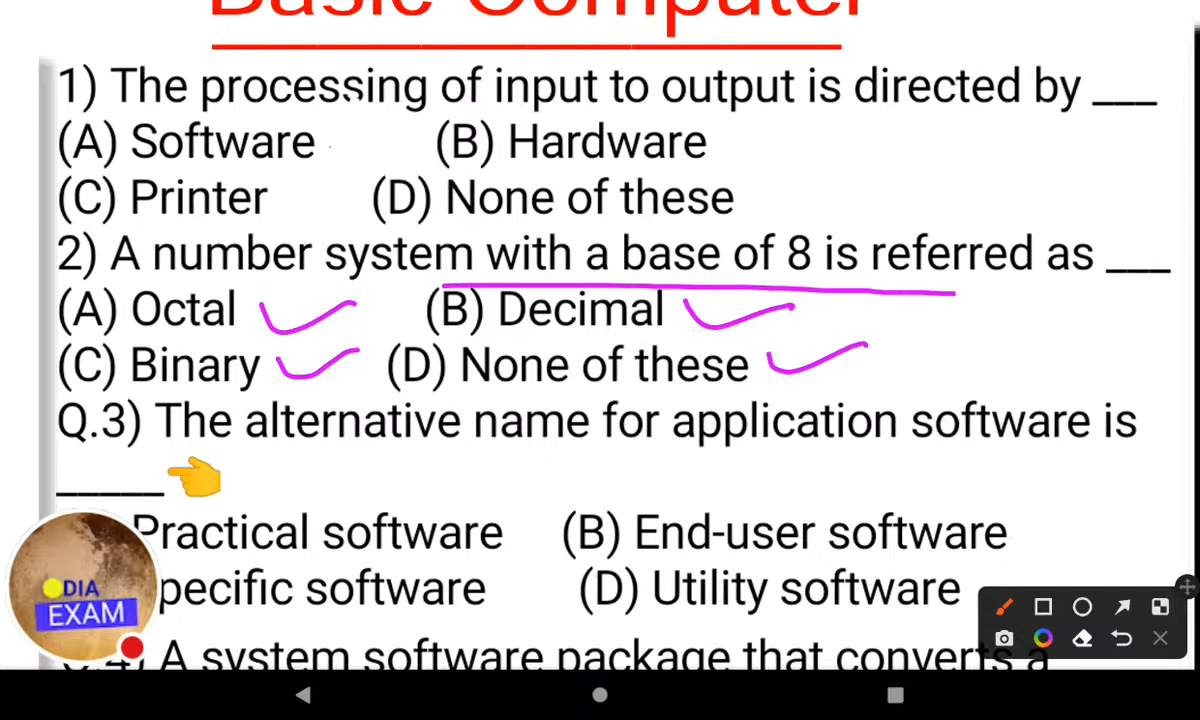 Basic Computer
1) The processing of input to output is directed by ___
(A) Software (B) Hardware
(C) Printer (D) None of these
2) A number system with a base of 8 is referred as ___
(A) Octal (B) Decimal
(C) Binary (D) None of these
Q.3) The alternative name for application software is
_____
Practical software (B) End-user software
pecific software (D) Utility software
DIA
EXAM
Q.4) A system software package that converts a